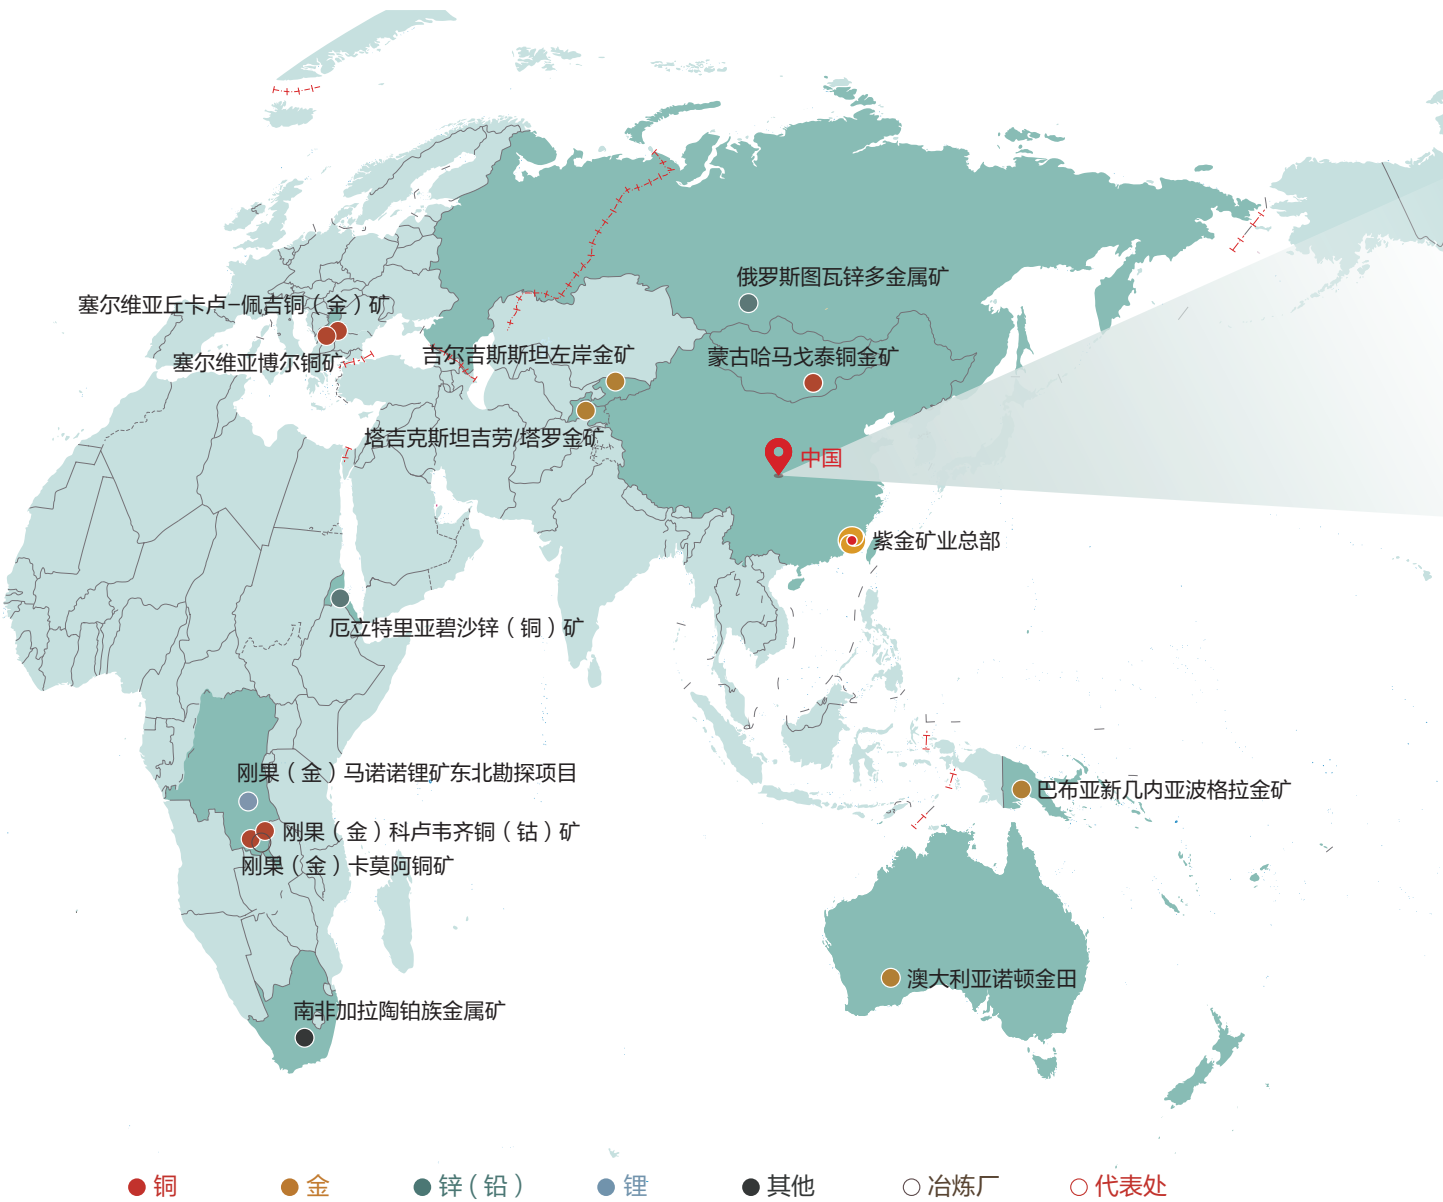 俄罗斯图瓦锌多金属矿
塞尔维亚丘卡卢-佩吉铜（金）矿
塞尔维亚博尔铜矿
吉尔吉斯斯坦左岸金矿
蒙古哈马戈泰铜金矿
塔吉克斯坦吉劳/塔罗金矿
中国
紫金矿业总部
厄立特里亚碧沙锌（铜）矿
刚果（金）马诺诺锂矿东北勘探项目
巴布亚新几内亚波格拉金矿
刚果（金）科卢韦齐铜（钴）矿
刚果（金）卡莫阿铜矿
澳大利亚诺顿金田
南非加拉陶铂族金属矿
铜 金 锌（铅） 锂 其他 冶炼厂 代表处